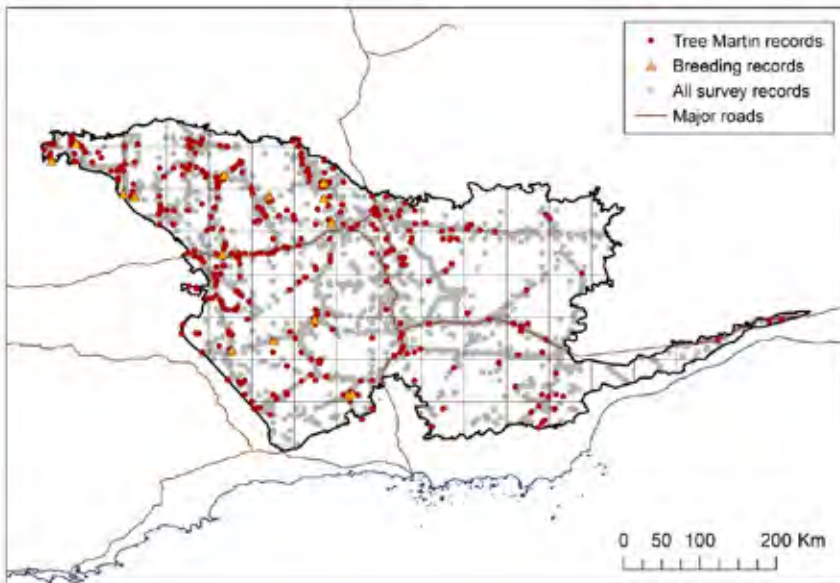 Tree Martin records
Breeding records
All survey records
Major roads
0 50 100 200 Km